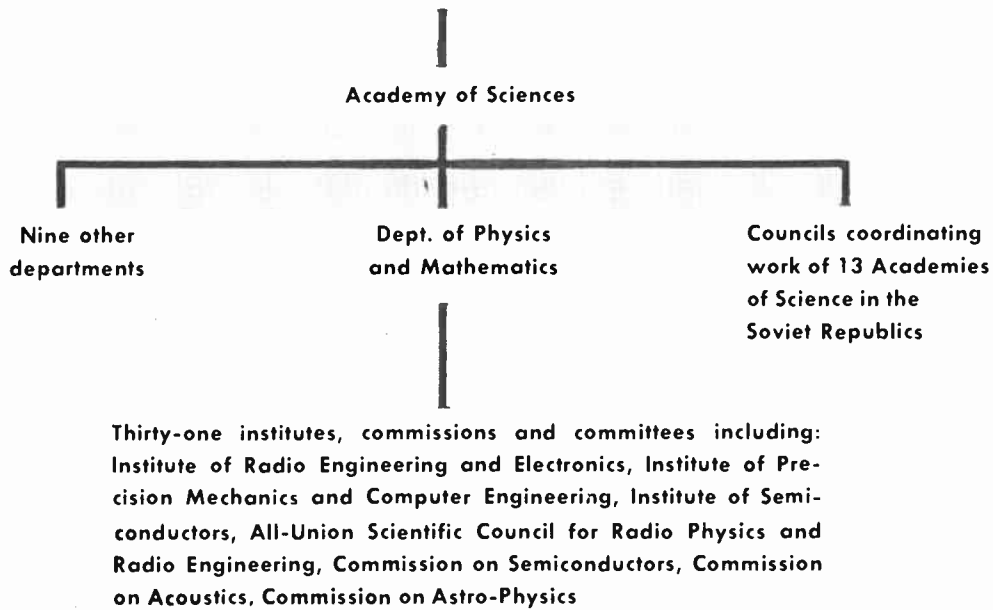 Academy of Sciences
Nine other
departments
Dept. of Physics
and Mathematics
Councils coordinating
work of 13 Academies
of Science in the
Soviet Republics
Thirty-one institutes, commissions and committees including:
Institute of Radio Engineering and Electronics, Institute of Pre-
cision Mechanics and Computer Engineering, Institute of Semi-
conductors, All-Union Scientific Council for Radio Physics and
Radio Engineering, Commission on Semiconductors, Commission
on Acoustics, Commission on Astro-Physics